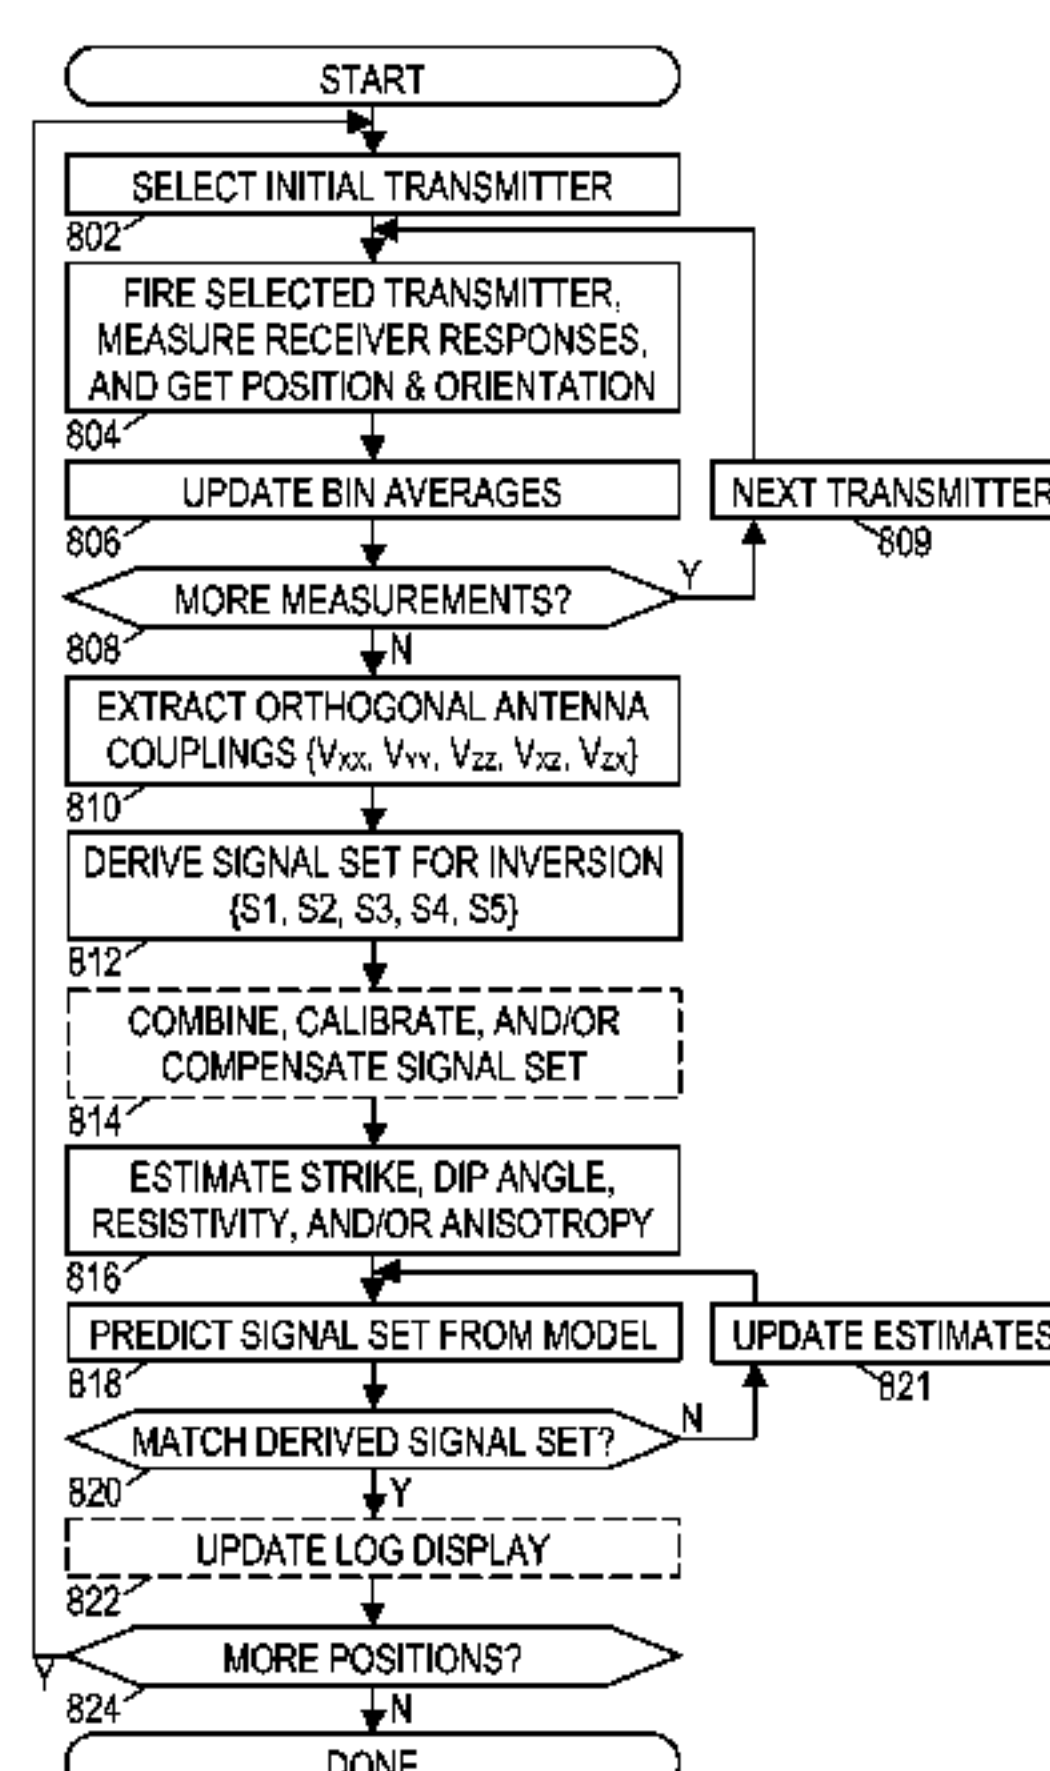 START
SELECT INITIAL TRANSMITTER
802
FIRE SELECTED TRANSMITTER,
MEASURE RECEIVER RESPONSES,
AND GET POSITION & ORIENTATION
804
UPDATE BIN AVERAGES
806
NEXT TRANSMITTER
809
MORE MEASUREMENTS?
Y
808
N
EXTRACT ORTHOGONAL ANTENNA
COUPLINGS {VXX, VYY, VZZ, VXZ, VZX}
810
DERIVE SIGNAL SET FOR INVERSION
{S1, S2, S3, S4, S5}
812
COMBINE, CALIBRATE, AND/OR
COMPENSATE SIGNAL SET
814
ESTIMATE STRIKE, DIP ANGLE,
RESISTIVITY, AND/OR ANISOTROPY
816
PREDICT SIGNAL SET FROM MODEL
818
UPDATE ESTIMATES
821
MATCH DERIVED SIGNAL SET?
N
820
Y
UPDATE LOG DISPLAY
822
MORE POSITIONS?
Y
824
N
DONE